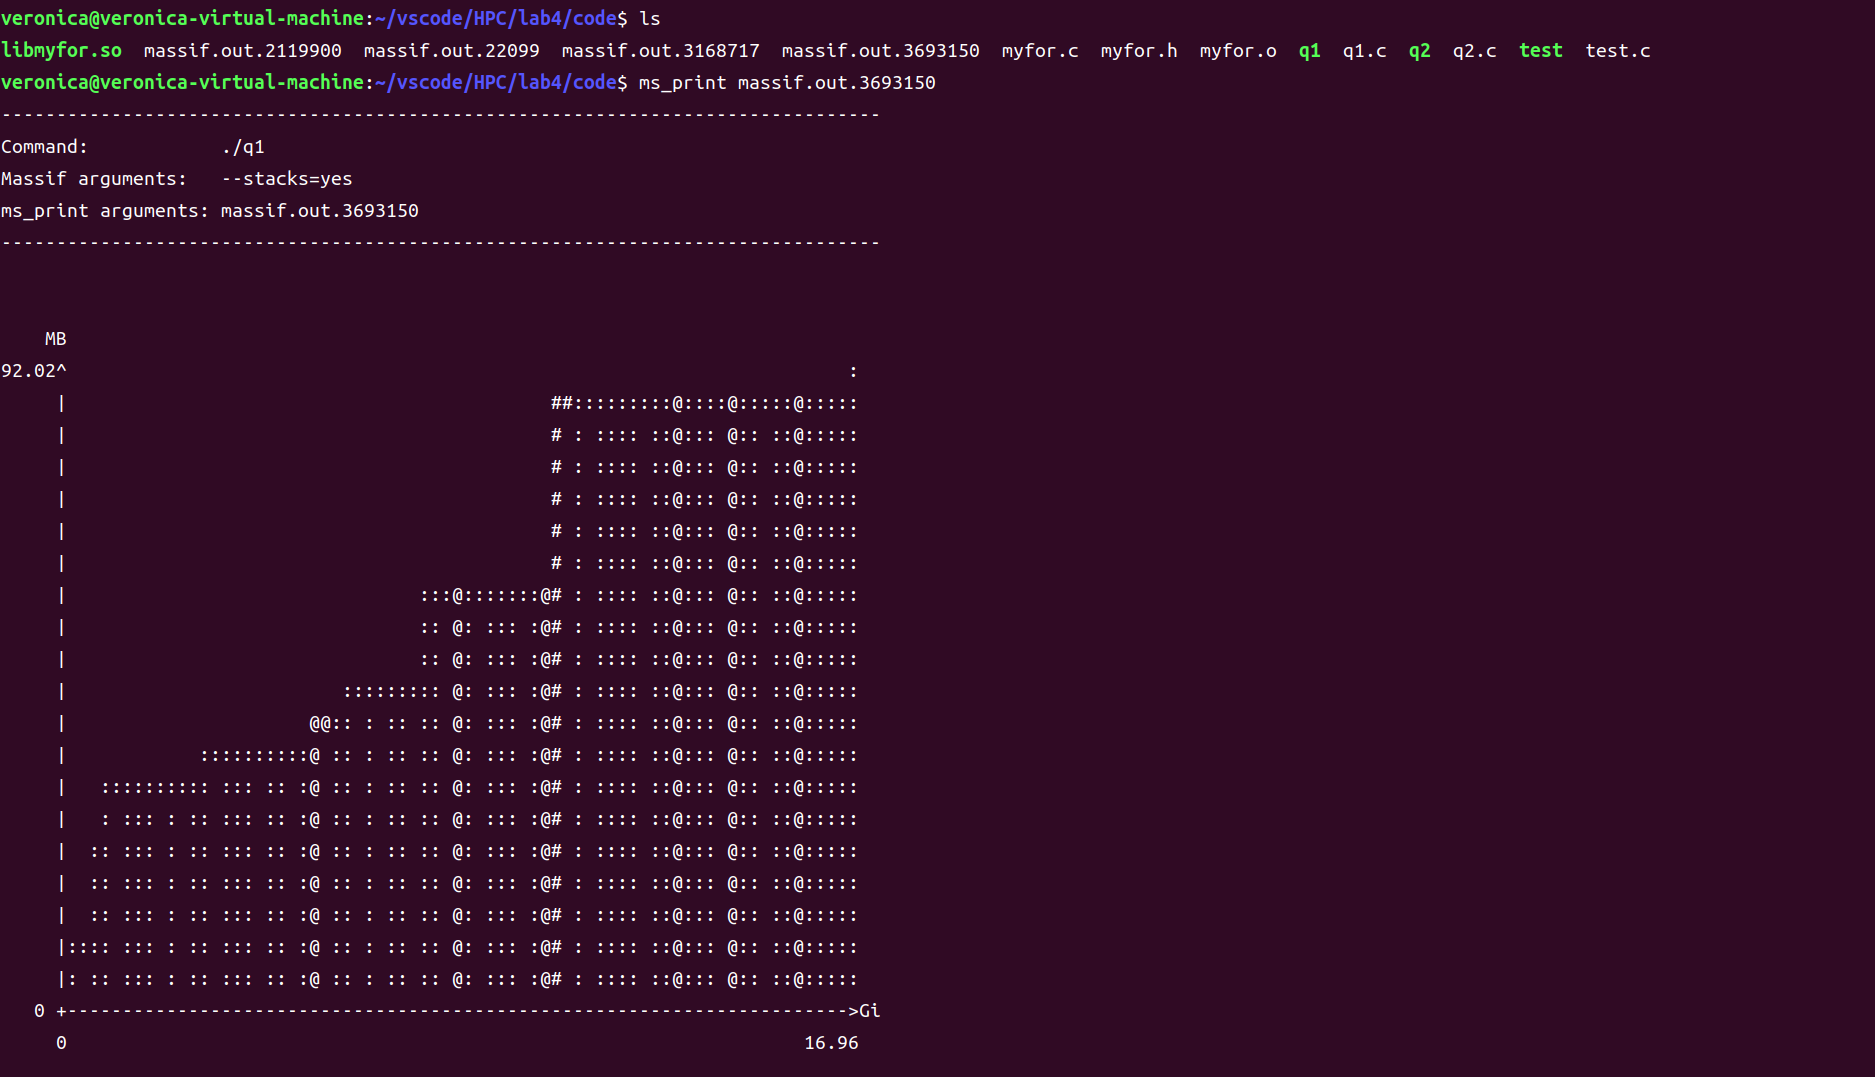 veronica@veronica-virtual-machine:~/vscode/HPC/lab4/code$ ls
libmyfor.so  massif.out.2119900  massif.out.22099  massif.out.3168717  massif.out.3693150  myfor.c  myfor.h  myfor.o  q1  q1.c  q2  q2.c  test  test.c
veronica@veronica-virtual-machine:~/vscode/HPC/lab4/code$ ms_print massif.out.3693150
--------------------------------------------------------------------------------
Command:            ./q1
Massif arguments:   --stacks=yes
ms_print arguments: massif.out.3693150
--------------------------------------------------------------------------------


    MB
92.02^                                                                       :
     |                                            ##:::::::::@::::@:::::@:::::
     |                                            # : :::: ::@::: @:: ::@:::::
     |                                            # : :::: ::@::: @:: ::@:::::
     |                                            # : :::: ::@::: @:: ::@:::::
     |                                            # : :::: ::@::: @:: ::@:::::
     |                                            # : :::: ::@::: @:: ::@:::::
     |                                :::@:::::::@# : :::: ::@::: @:: ::@:::::
     |                                :: @: ::: :@# : :::: ::@::: @:: ::@:::::
     |                                :: @: ::: :@# : :::: ::@::: @:: ::@:::::
     |                         ::::::::: @: ::: :@# : :::: ::@::: @:: ::@:::::
     |                      @@:: : :: :: @: ::: :@# : :::: ::@::: @:: ::@:::::
     |            ::::::::::@ :: : :: :: @: ::: :@# : :::: ::@::: @:: ::@:::::
     |   :::::::::: ::: :: :@ :: : :: :: @: ::: :@# : :::: ::@::: @:: ::@:::::
     |   : ::: : :: ::: :: :@ :: : :: :: @: ::: :@# : :::: ::@::: @:: ::@:::::
     |  :: ::: : :: ::: :: :@ :: : :: :: @: ::: :@# : :::: ::@::: @:: ::@:::::
     |  :: ::: : :: ::: :: :@ :: : :: :: @: ::: :@# : :::: ::@::: @:: ::@:::::
     |  :: ::: : :: ::: :: :@ :: : :: :: @: ::: :@# : :::: ::@::: @:: ::@:::::
     |:::: ::: : :: ::: :: :@ :: : :: :: @: ::: :@# : :::: ::@::: @:: ::@:::::
     |: :: ::: : :: ::: :: :@ :: : :: :: @: ::: :@# : :::: ::@::: @:: ::@:::::
   0 +----------------------------------------------------------------------->Gi
     0                                                                   16.96